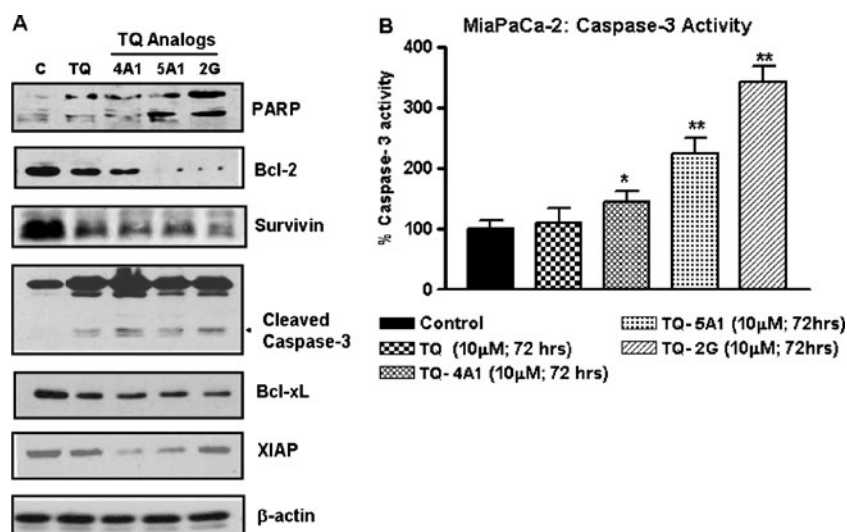 A
TQ Analogs
C TQ 4A1 5A1 2G
PARP
Bcl-2
Survivin
Cleaved
Caspase-3
Bcl-xL
XIAP
β-actin
B
MiaPaCa-2: Caspase-3 Activity
% Caspase-3 activity
400
300
200
100
0
*
**
**
Control
TQ (10μM; 72 hrs)
TQ-4A1 (10μM; 72 hrs)
TQ-5A1 (10μM; 72hrs)
TQ-2G (10μM; 72hrs)